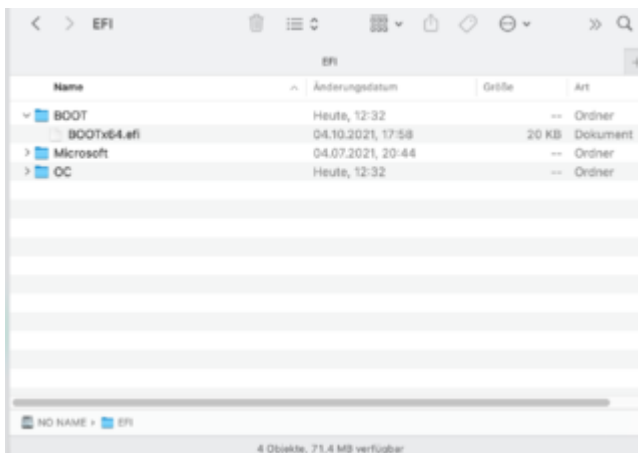 EFI
EFI
Name Änderungsdatum Größe Art
BOOT Heute, 12:32 -- Ordner
BOOTx64.efi 04.10.2021, 17:58 20 KB Dokument
Microsoft 04.07.2021, 20:44 -- Ordner
OC Heute, 12:32 -- Ordner
NO NAME › EFI
4 Objekte, 71,4 MB verfügbar